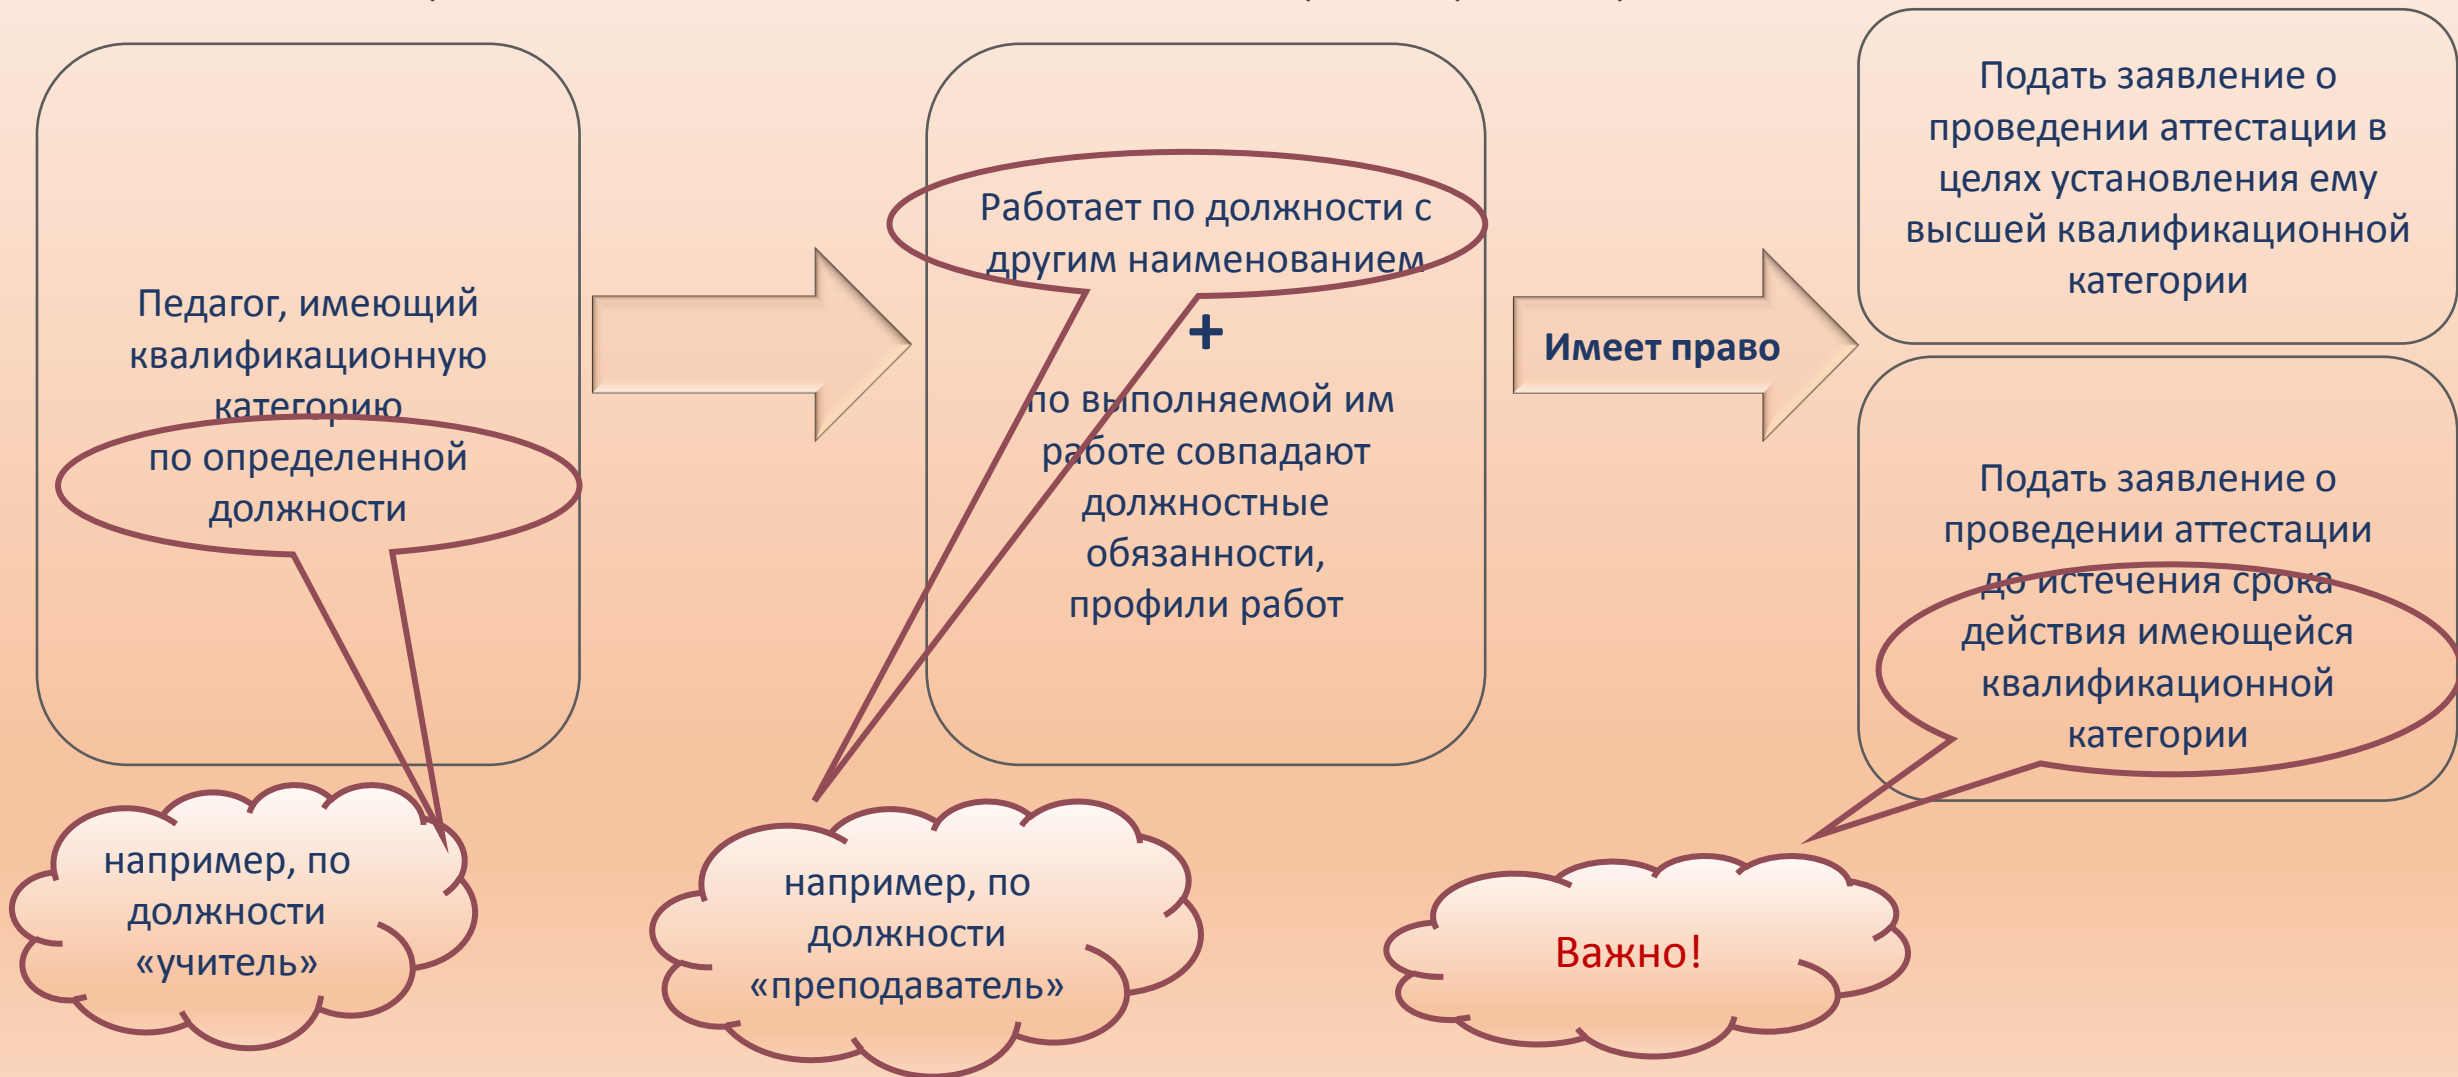 Педагог, имеющий
квалификационную
категорию
по определенной
должности
например, по
должности
«учитель»
Работает по должности с
другим наименованием
+
по выполняемой им
работе совпадают
должностные
обязанности,
профили работ
например, по
должности
«преподаватель»
Имеет право
Подать заявление о
проведении аттестации в
целях установления ему
высшей квалификационной
категории
Подать заявление о
проведении аттестации
до истечения срока
действия имеющейся
квалификационной
категории
Важно!